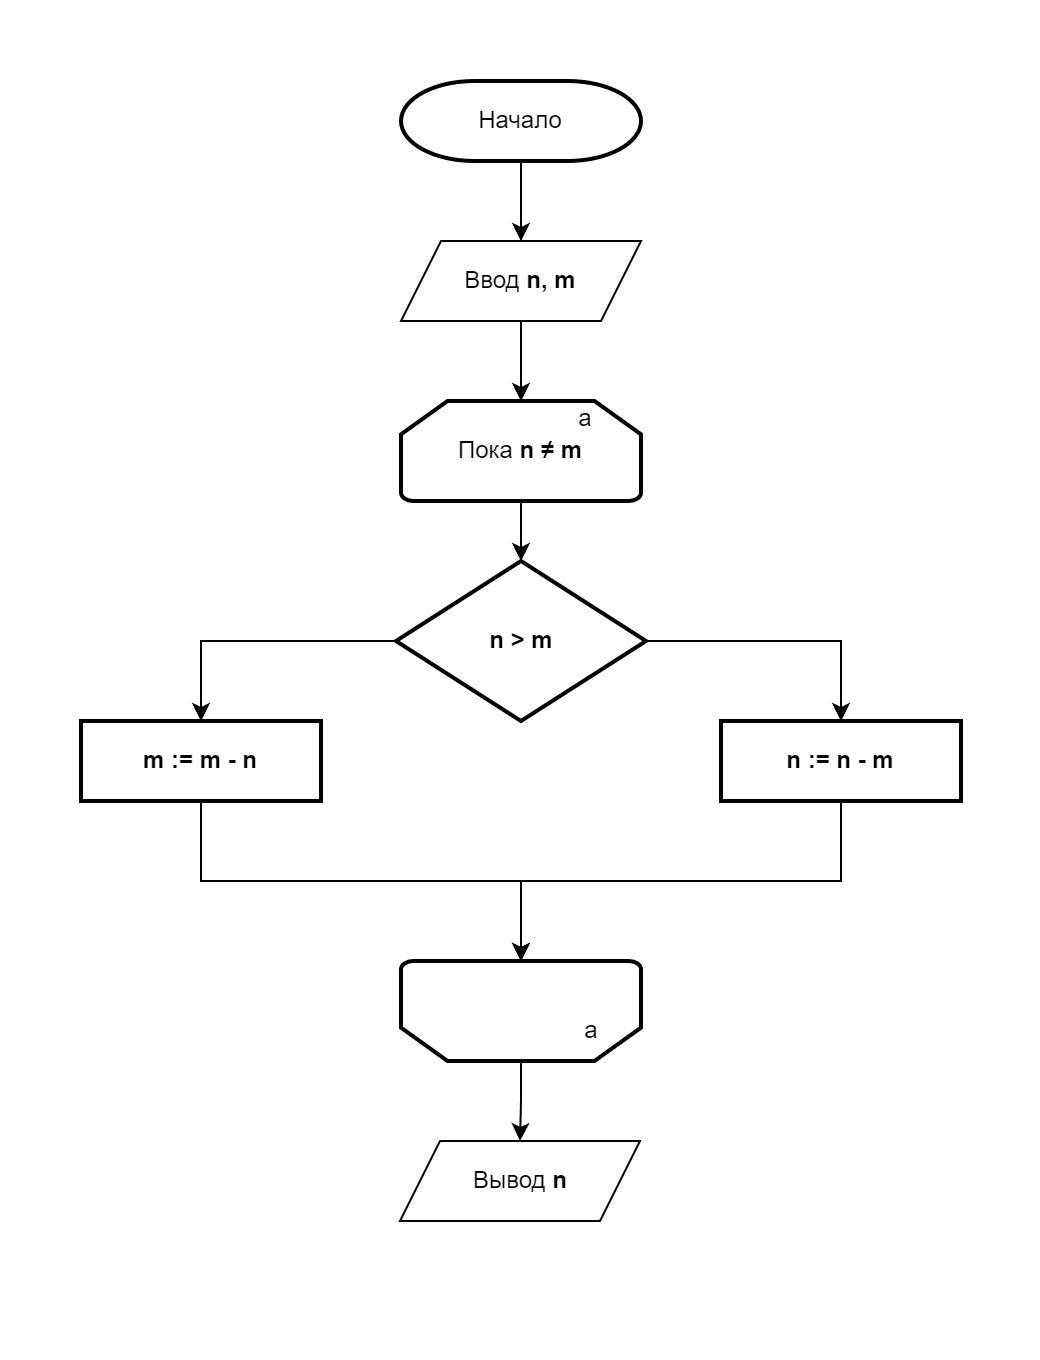 Начало
Ввод n, m
a
Пока n ≠ m
n > m
m := m - n
n := n - m
a
Вывод n